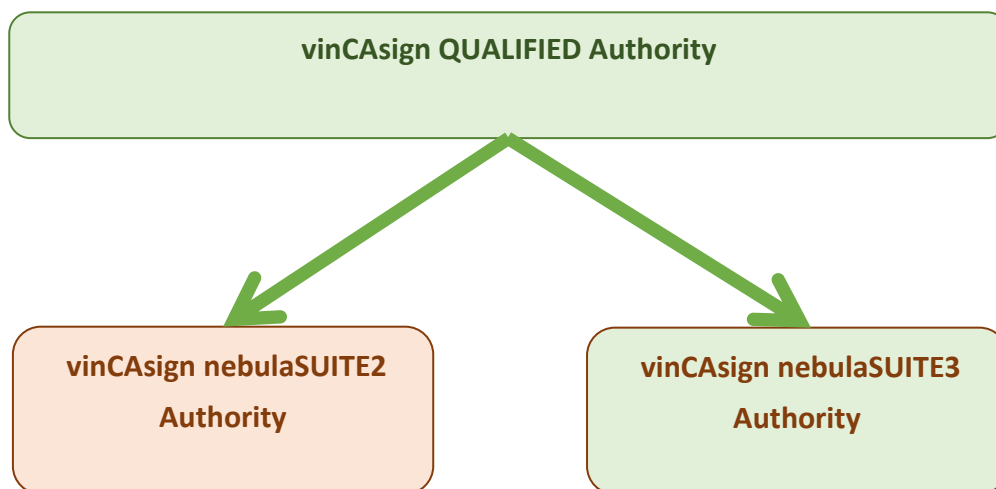 vinCAsign QUALIFIED Authority
vinCAsign nebulaSUITE2
Authority
vinCAsign nebulaSUITE3
Authority